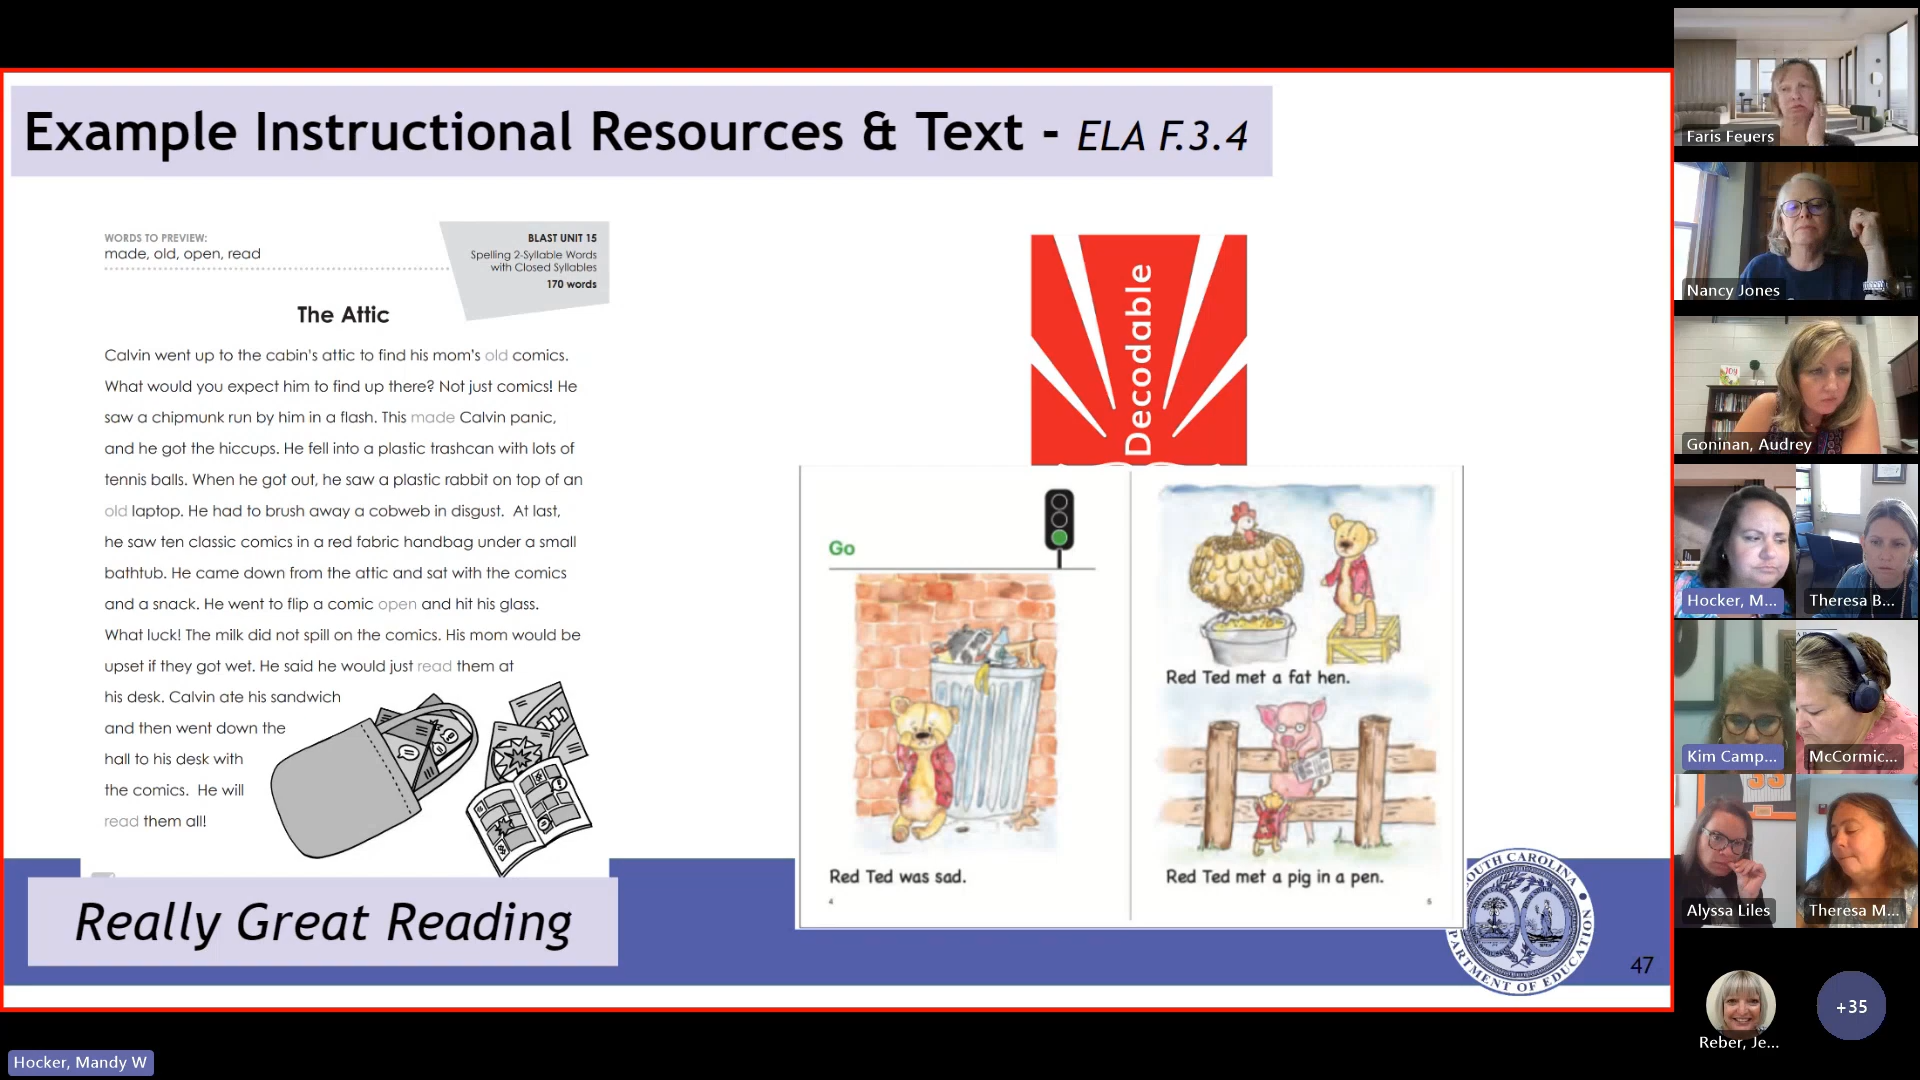 Example Instructional Resources & Text - ELA F.3.4
WORDS TO PREVIEW:
made, old, open, read
BLAST UNIT 15
Spelling 2-Syllable Words
with Closed Syllables
170 words
The Attic
Calvin went up to the cabin's attic to find his mom's old comics.
What would you expect him to find up there? Not just comics! He
saw a chipmunk run by him in a flash. This made Calvin panic,
and he got the hiccups. He fell into a plastic trashcan with lots of
tennis balls. When he got out, he saw a plastic rabbit on top of an
old laptop. He had to brush away a cobweb in disgust. At last,
he saw ten classic comics in a red fabric handbag under a small
bathtub. He came down from the attic and sat with the comics
and a snack. He went to flip a comic open and hit his glass.
What luck! The milk did not spill on the comics. His mom would be
upset if they got wet. He said he would just read them at
his desk. Calvin ate his sandwich
and then went down the
hall to his desk with
the comics. He will
read them all!
Really Great Reading
Decodable
Go
Red Ted was sad.
4
Red Ted met a fat hen.
Red Ted met a pig in a pen.
5
OUTH CAROLINA
PARTMENT OF EDUCATION
47
Hocker, Mandy W
Faris Feuers
Nancy Jones
JOY
Goninan, Audrey
Hocker, M...
Theresa B...
Kim Camp...
McCormic...
33
Alyssa Liles
Theresa M...
Reber, Je...
+35